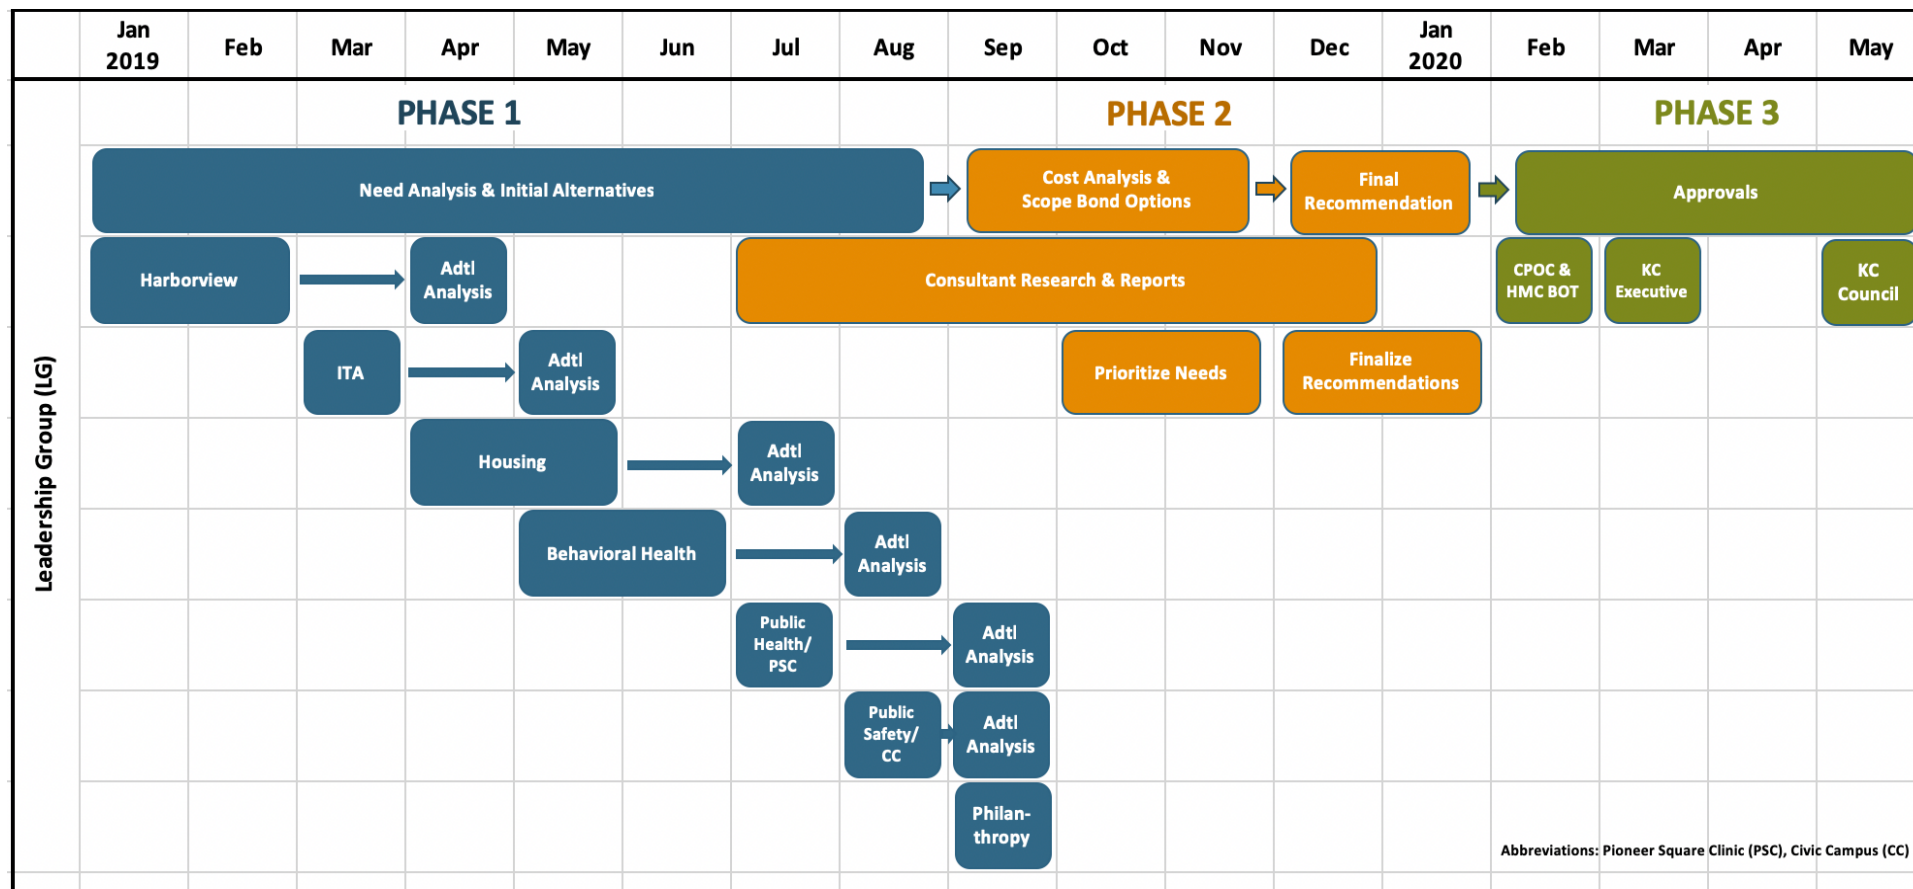 Jan
2019
Feb
Mar
Apr
May
Jun
Jul
Aug
Sep
Oct
Nov
Dec
Jan
2020
Feb
Mar
Apr
May
Leadership Group (LG)
PHASE 1
PHASE 2
PHASE 3
Need Analysis & Initial Alternatives
Cost Analysis &
Scope Bond Options
Final
Recommendation
Approvals
Harborview
Adtl
Analysis
Consultant Research & Reports
CPOC &
HMC BOT
KC
Executive
KC
Council
ITA
Adtl
Analysis
Prioritize Needs
Finalize
Recommendations
Housing
Adtl
Analysis
Behavioral Health
Adtl
Analysis
Public
Health/
PSC
Adtl
Analysis
Public
Safety/
CC
Adtl
Analysis
Philan-
thropy
Abbreviations: Pioneer Square Clinic (PSC), Civic Campus (CC)